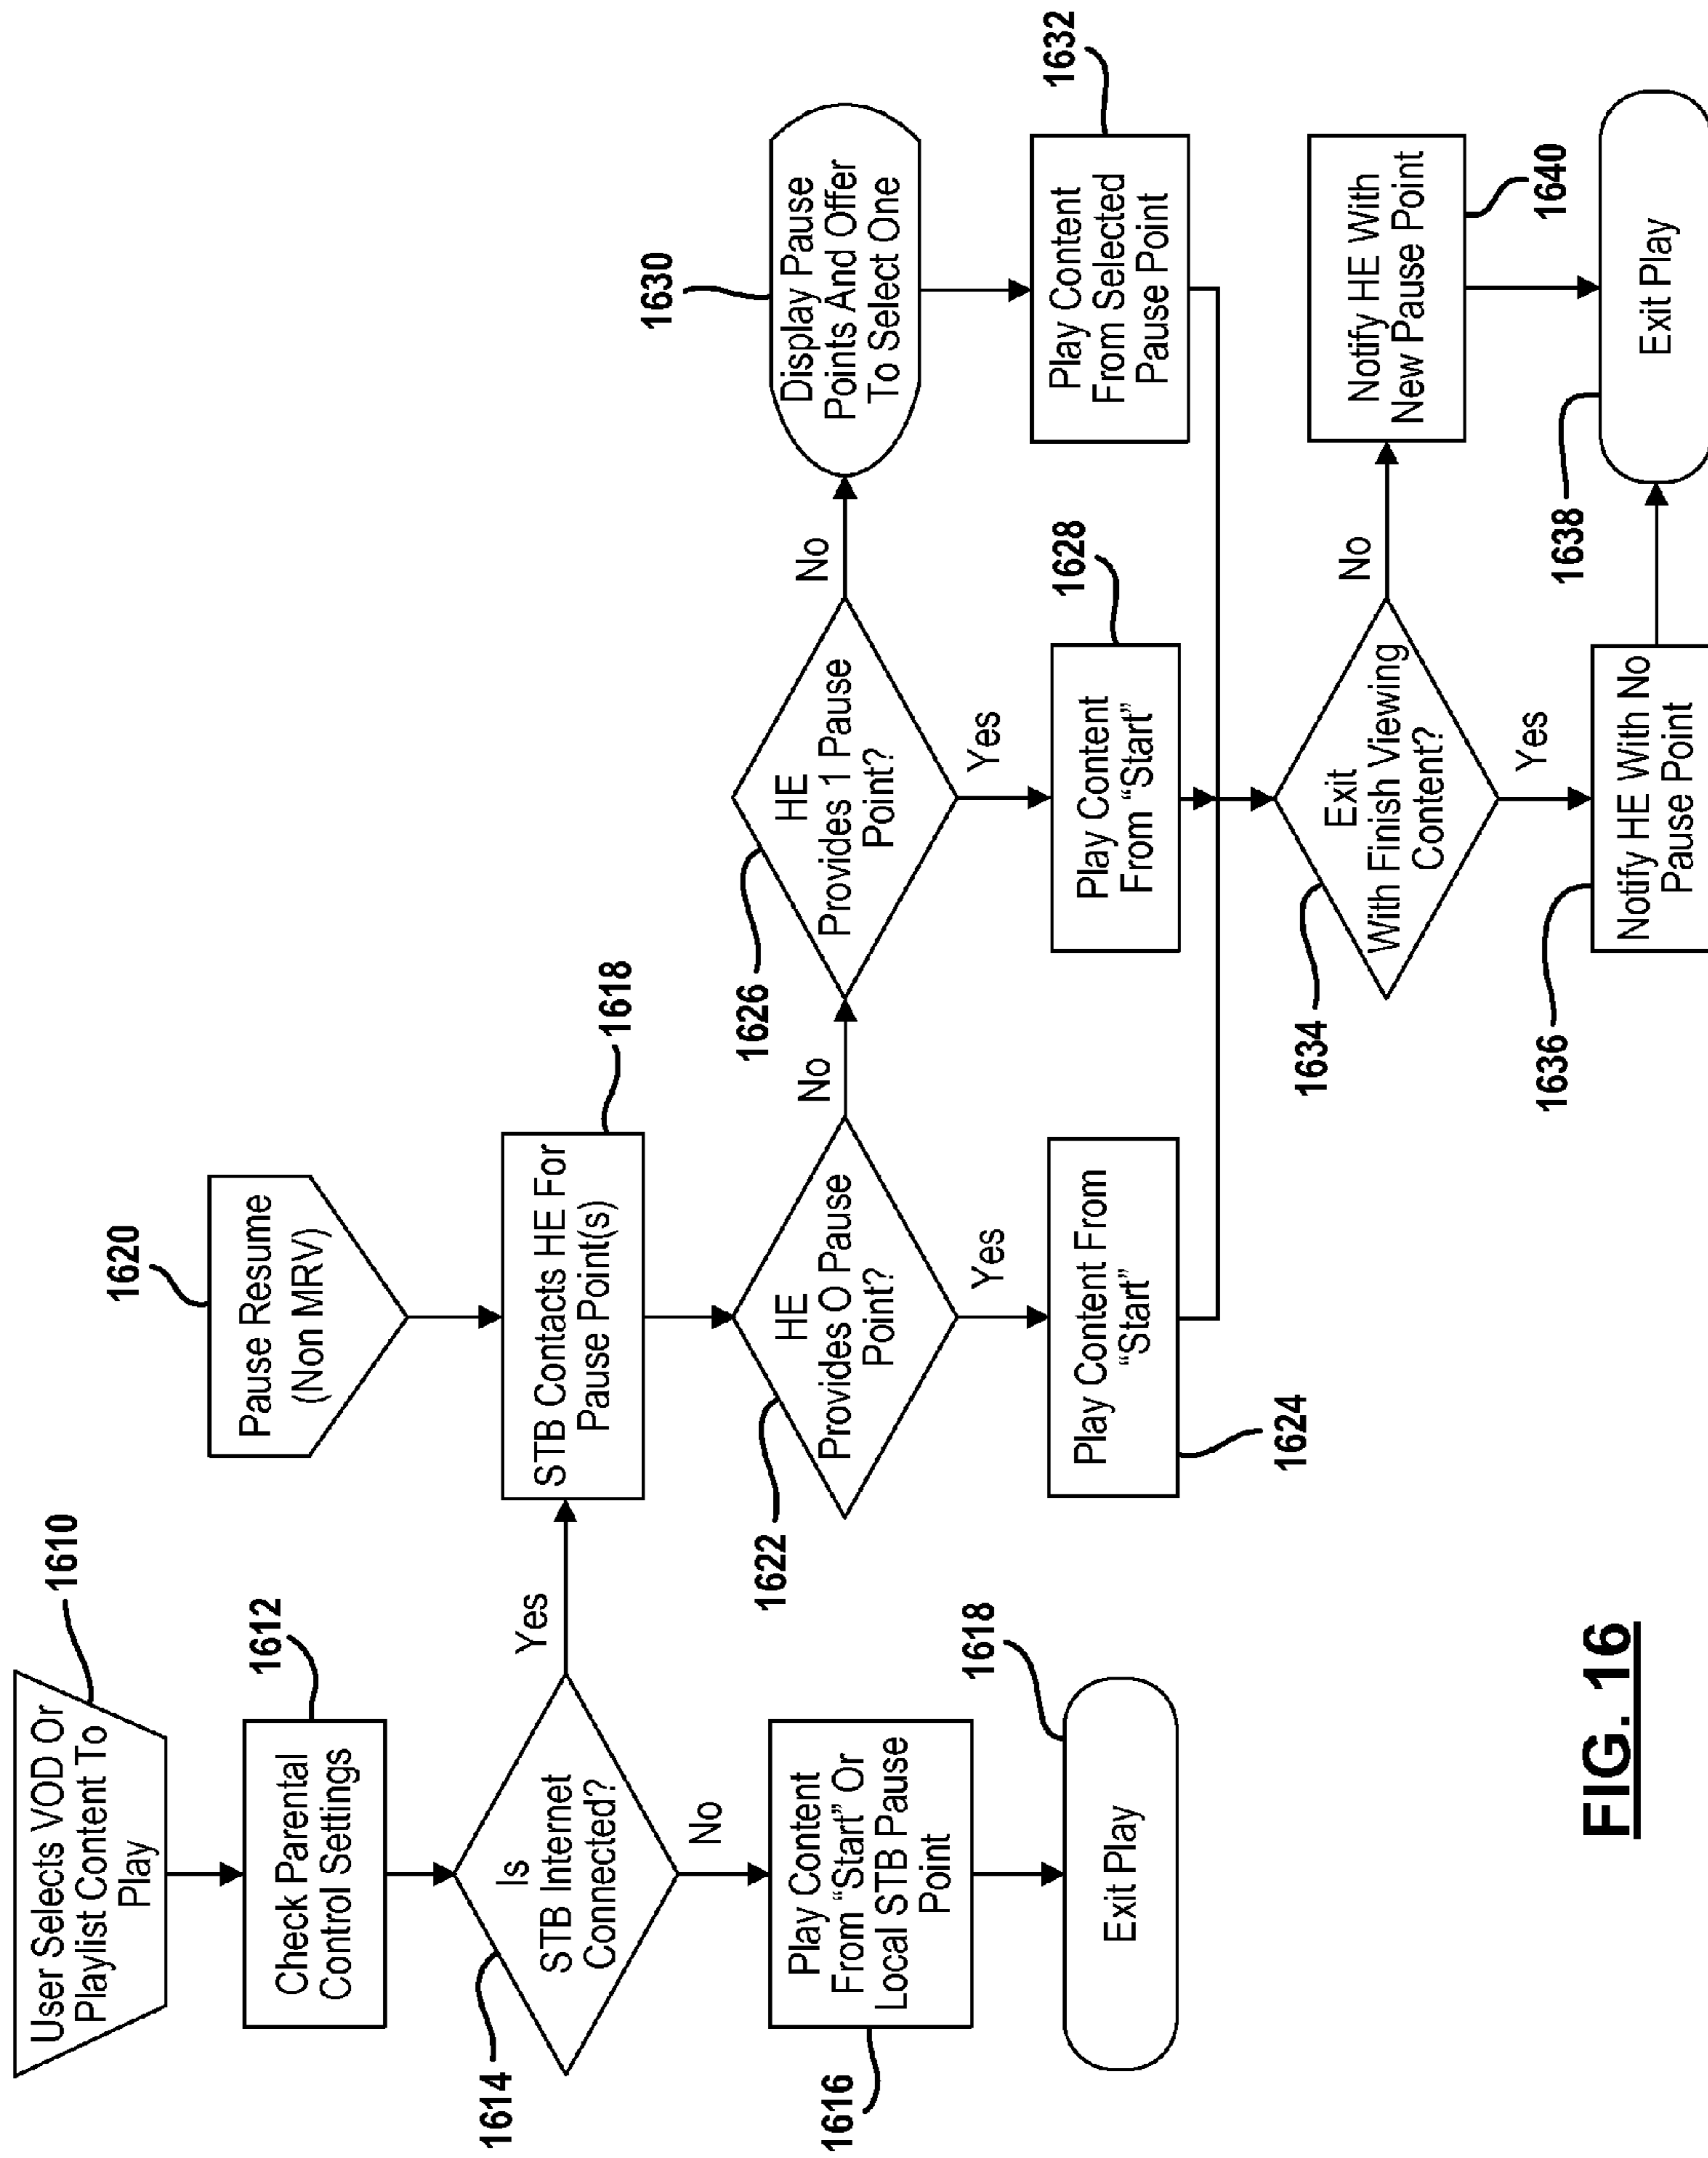 User Selects VOD Or
Playlist Content To
Play
1610
Check Parental
Control Settings
1612
Is
STB Internet
Connected?
1614
Yes
No
Play Content
From "Start" Or
Local STB Pause
Point
1616
Exit Play
1618
Pause Resume
(Non MRV)
1620
STB Contacts HE For
Pause Point(s)
1618
HE
Provides O Pause
Point?
1622
No
Yes
Play Content From
"Start"
1624
HE
Provides 1 Pause
Point?
1626
No
Yes
Play Content
From "Start"
1628
Display Pause
Points And Offer
To Select One
1630
Play Content
From Selected
Pause Point
1632
Exit
With Finish Viewing
Content?
1634
No
Yes
Notify HE With
New Pause Point
1640
Notify HE With No
Pause Point
1636
Exit Play
1638
FIG. 16